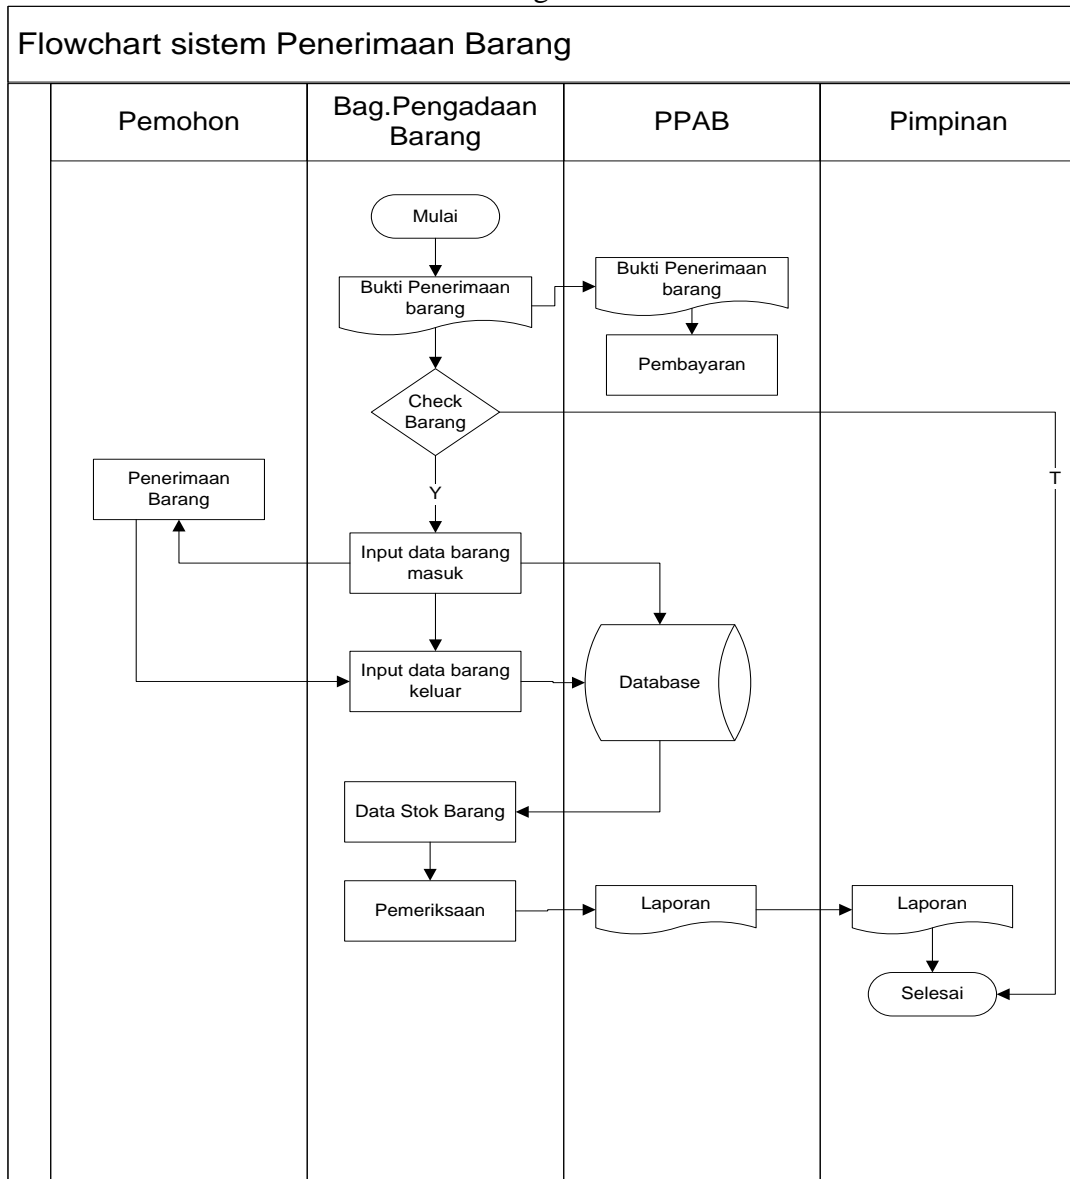 Flowchart sistem Penerimaan Barang
Pemohon
Bag.Pengadaan
Barang
PPAB
Pimpinan
Mulai
Bukti Penerimaan
barang
Bukti Penerimaan
barang
Pembayaran
Check
Barang
T
Penerimaan
Barang
Y
Input data barang
masuk
Input data barang
keluar
Database
Data Stok Barang
Pemeriksaan
Laporan
Laporan
Selesai